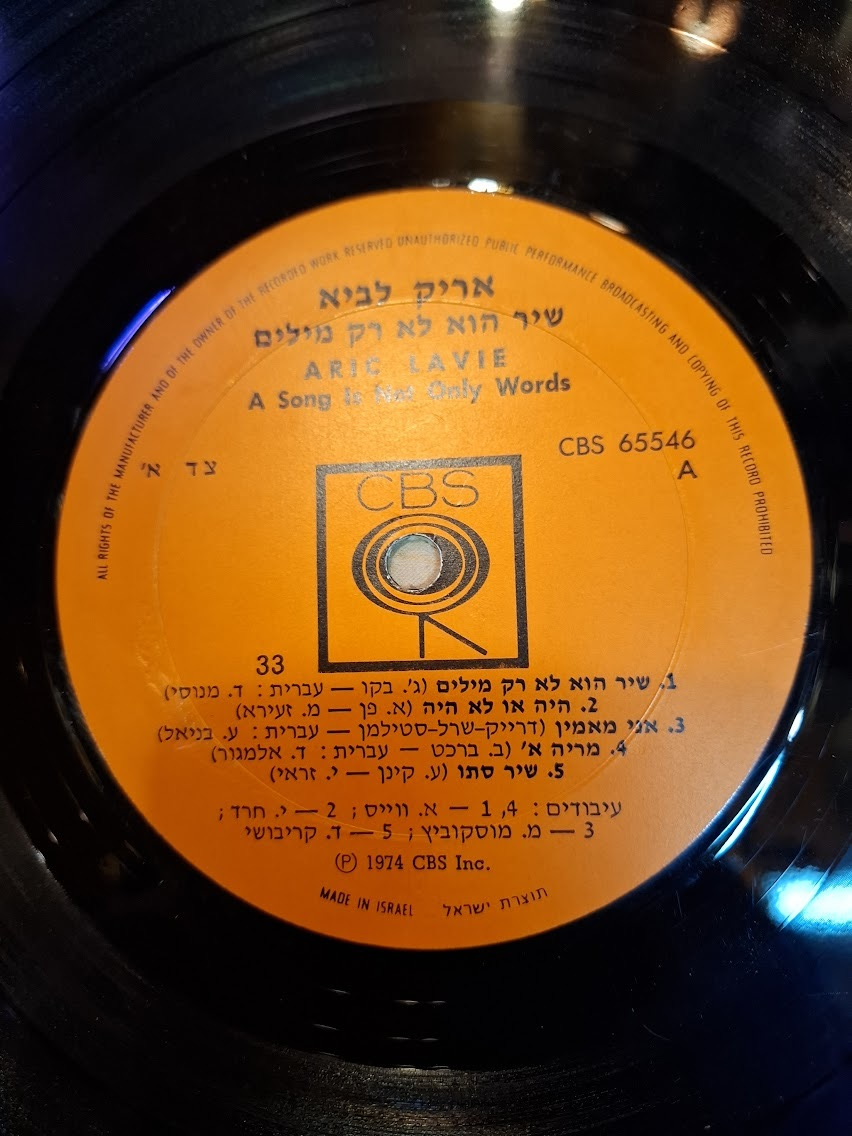 ALL RIGHTS OF THE MANUFACTURER AND OF THE OWNER OF THE RECORDED WORK RESERVED UNAUTHORIZED PUBLIC PERFORMANCE BROADCASTING AND COPYING OF THIS RECORD PROHIBITED
אריק לביא
שיר הוא לא רק מילים
ARIC LAVIE
A Song Is Not Only Words
CBS 65546
צד א'
A
CBS
33
1. שיר הוא לא רק מילים (ג'. בקו — עברית : ד. מנוסי)
2. היה או לא היה (א. פן — מ. זעירא)
3. אני מאמין (דרייק–שרל–סטילמן — עברית : ע. בניאל)
4. מריה א' (ב. ברכט — עברית : ד. אלמגור)
5. שיר סתו (ע. קינן — י. זראי)
עיבודים : 4, 1 — א. ווייס ; 2 — י. חרד ;
3 — מ. מוסקוביץ ; 5 — ד. קריבושי
Ⓟ 1974 CBS Inc.
MADE IN ISRAEL תוצרת ישראל